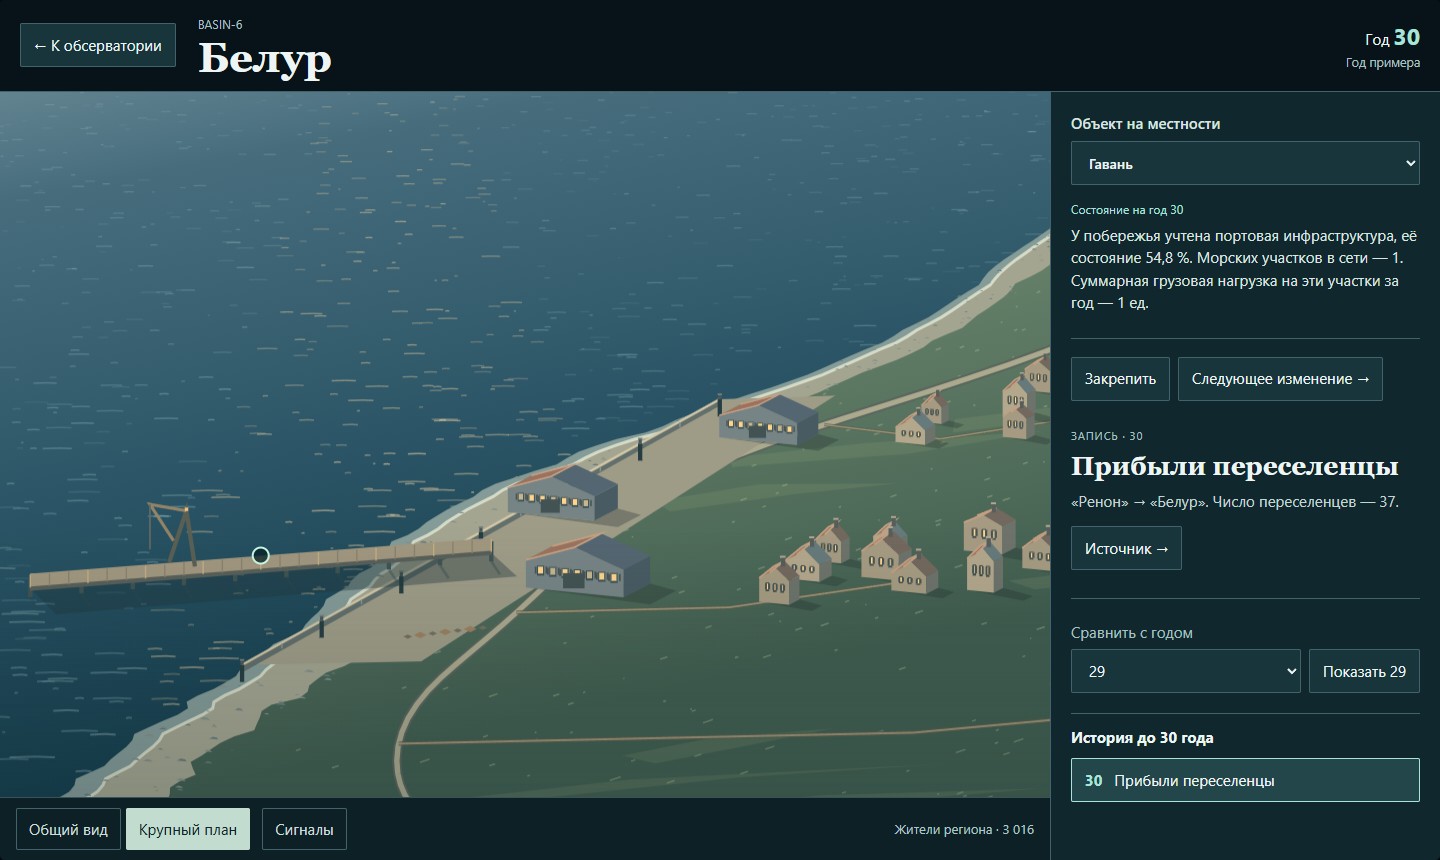 ← К обсерватории
BASIN-6
Белур
Год 30
Год примера
Объект на местности
Гавань
Состояние на год 30
У побережья учтена портовая инфраструктура, её
состояние 54,8 %. Морских участков в сети — 1.
Суммарная грузовая нагрузка на эти участки за
год — 1 ед.
Закрепить
Следующее изменение →
ЗАПИСЬ · 30
Прибыли переселенцы
«Ренон» → «Белур». Число переселенцев — 37.
Источник →
Сравнить с годом
29
Показать 29
История до 30 года
30 Прибыли переселенцы
Общий вид
Крупный план
Сигналы
Жители региона · 3 016